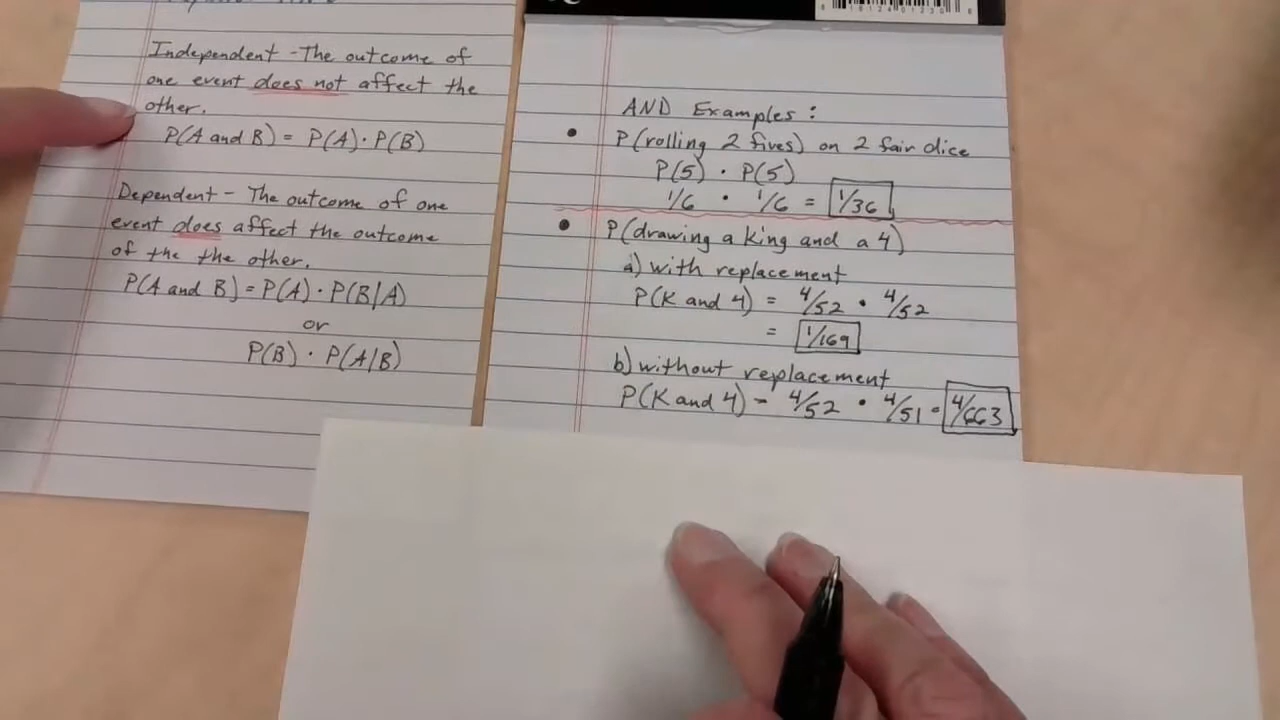 Independent - The outcome of
one event does not affect the
other.
P(A and B) = P(A) · P(B)
Dependent - The outcome of one
event does affect the outcome
of the the other.
P(A and B) = P(A) · P(B|A)
or
P(B) · P(A|B)
AND Examples:
• P(rolling 2 fives) on 2 fair dice
P(5) · P(5)
1/6 · 1/6 = 1/36
• P(drawing a King and a 4)
a) with replacement
P(K and 4) = 4/52 · 4/52
= 1/169
b) without replacement
P(K and 4) = 4/52 · 4/51 = 4/663